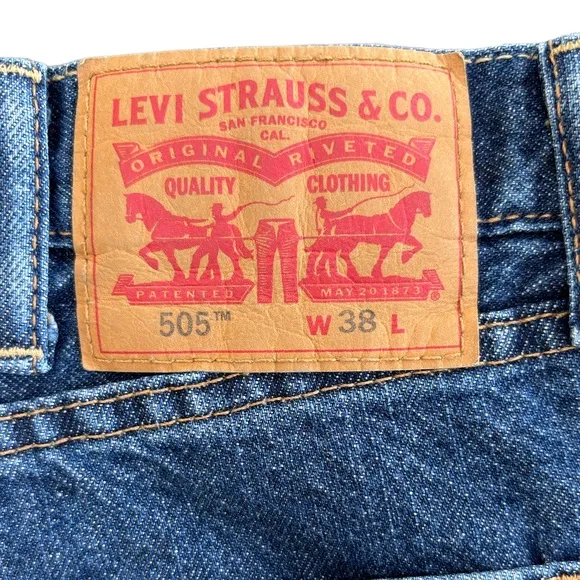 LEVI STRAUSS & CO.
SAN FRANCISCO
CAL.
ORIGINAL RIVETED
QUALITY CLOTHING
PATENTED MAY 20 1873 ®
505™ W 38 L